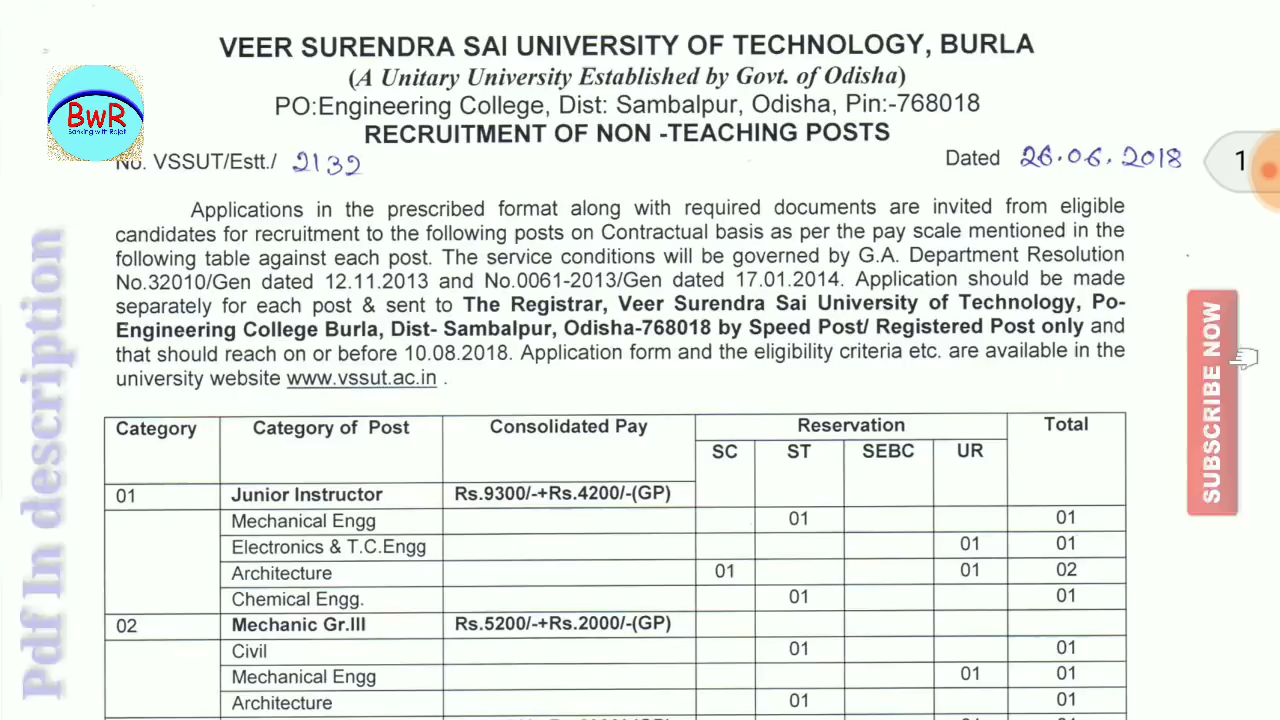 VEER SURENDRA SAI UNIVERSITY OF TECHNOLOGY, BURLA
(A Unitary University Established by Govt. of Odisha)
PO:Engineering College, Dist: Sambalpur, Odisha, Pin:-768018
RECRUITMENT OF NON -TEACHING POSTS
BWR
Banking with Rajat
No. VSSUT/Estt./ 2132 Dated 26.06.2018
1
Applications in the prescribed format along with required documents are invited from eligible
candidates for recruitment to the following posts on Contractual basis as per the pay scale mentioned in the
following table against each post. The service conditions will be governed by G.A. Department Resolution
No.32010/Gen dated 12.11.2013 and No.0061-2013/Gen dated 17.01.2014. Application should be made
separately for each post & sent to The Registrar, Veer Surendra Sai University of Technology, Po-
Engineering College Burla, Dist- Sambalpur, Odisha-768018 by Speed Post/ Registered Post only and
that should reach on or before 10.08.2018. Application form and the eligibility criteria etc. are available in the
university website www.vssut.ac.in .
Category Category of Post Consolidated Pay Reservation Total
SC ST SEBC UR
01 Junior Instructor Rs.9300/-+Rs.4200/-(GP)
Mechanical Engg 01 01
Electronics & T.C.Engg 01 01
Architecture 01 01 02
Chemical Engg. 01 01
02 Mechanic Gr.III Rs.5200/-+Rs.2000/-(GP)
Civil 01 01
Mechanical Engg 01 01
Architecture 01 01
Pdf In description
SUBSCRIBE NOW